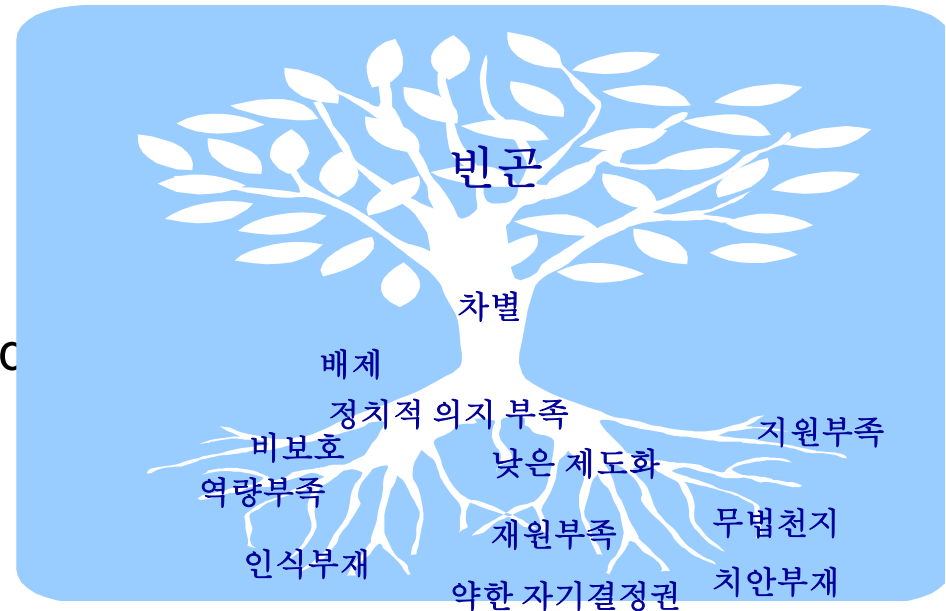 빈곤
차별
배제
정치적 의지 부족
비보호
지원부족
낮은 제도화
역량부족
무법천지
재원부족
인식부재
치안부재
약한 자기결정권